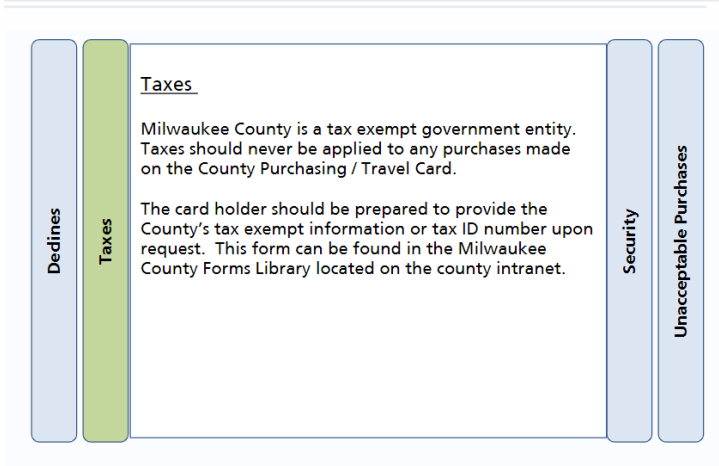 Dedines
Taxes
Taxes
Milwaukee County is a tax exempt government entity.
Taxes should never be applied to any purchases made
on the County Purchasing / Travel Card.
The card holder should be prepared to provide the
County's tax exempt information or tax ID number upon
request.  This form can be found in the Milwaukee
County Forms Library located on the county intranet.
Security
Unacceptable Purchases